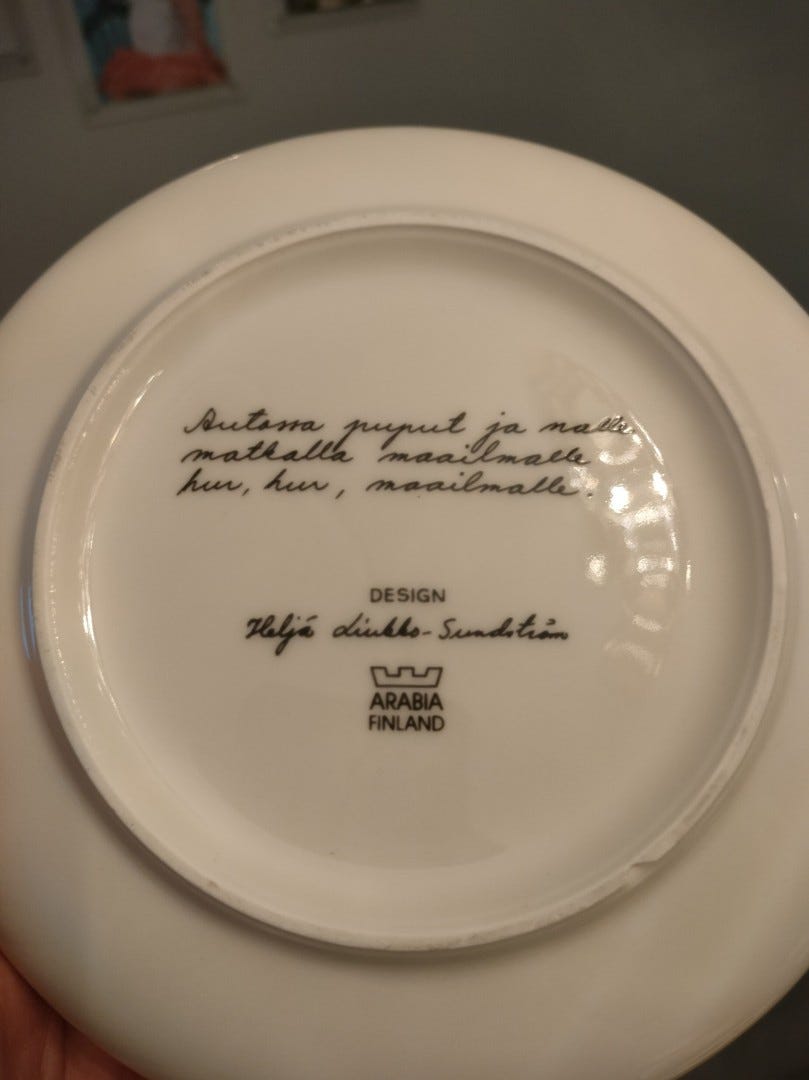 Autossa puput ja nalle
matkalla maailmalle
hur, hur, maailmalle.
DESIGN
Heljä Liukko-Sundström
ARABIA
FINLAND